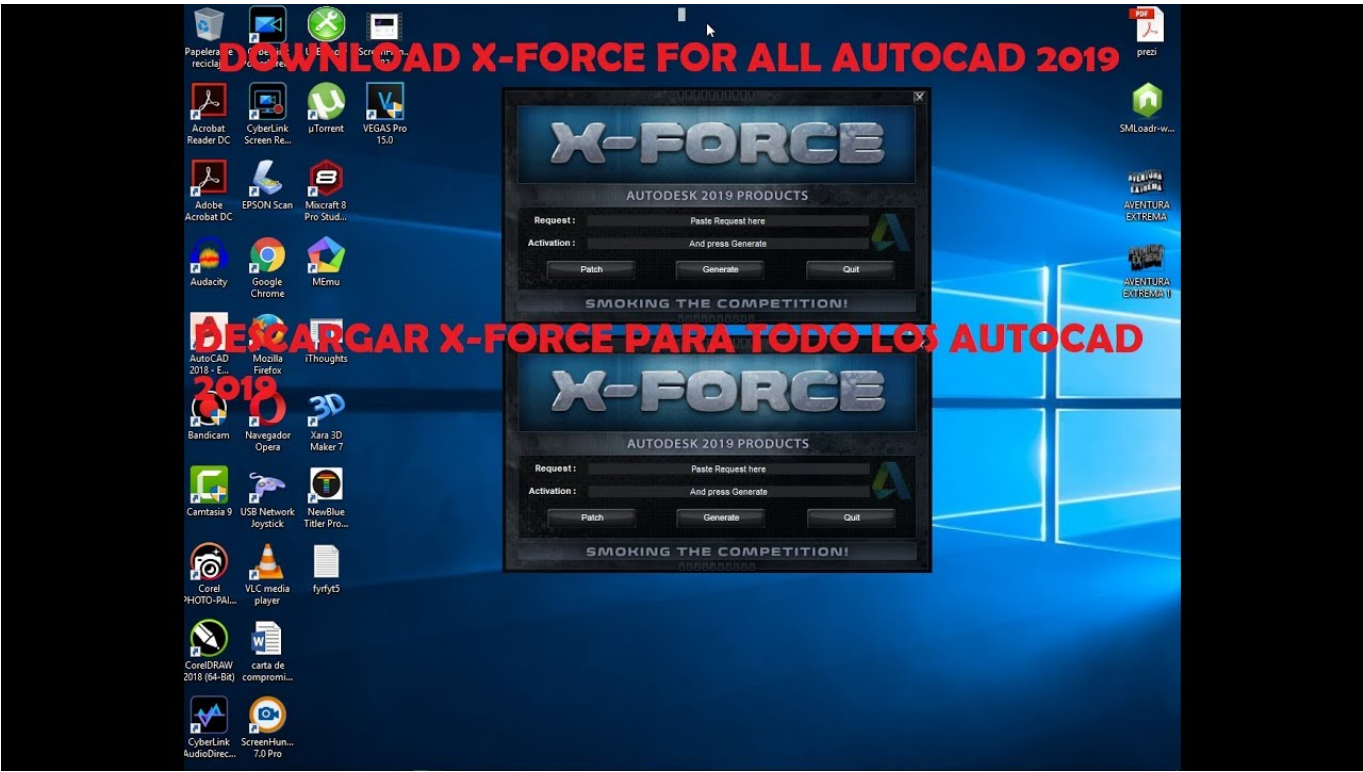 DOWNLOAD X-FORCE FOR ALL AUTOCAD 2019
DESCARGAR X-FORCE PARA TODO LOS AUTOCAD
2018
X-FORCE
AUTODESK 2019 PRODUCTS
Request :
Paste Request here
Activation :
And press Generate
Patch
Generate
Quit
SMOKING THE COMPETITION!
X-FORCE
AUTODESK 2019 PRODUCTS
Request :
Paste Request here
Activation :
And press Generate
Patch
Generate
Quit
SMOKING THE COMPETITION!
Acrobat
Reader DC
CyberLink
Screen Re...
µTorrent
VEGAS Pro
15.0
Adobe
Acrobat DC
EPSON Scan
Mixcraft 8
Pro Stud...
Audacity
Google
Chrome
MEmu
AutoCAD
2018 - E...
Mozilla
Firefox
iThoughts
Bandicam
Navegador
Opera
Xara 3D
Maker 7
Camtasia 9
USB Network
Joystick
NewBlue
Titler Pro...
Corel
PHOTO-PAI...
VLC media
player
fyrfyt5
CorelDRAW
2018 (64-Bit)
carta de
compromi...
CyberLink
AudioDirec...
ScreenHun...
7.0 Pro
PDF
prezi
SMLoadr-w...
AVENTURA
EXTREMA
AVENTURA
EXTREMA
AVENTURA
EXTREMA 1